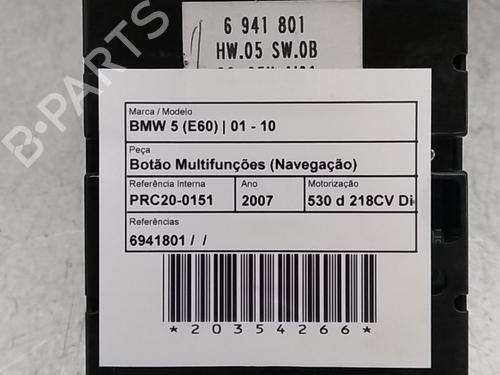 6 941 801
HW.05 SW.0B
Marca / Modelo
BMW 5 (E60) | 01 - 10
Peça
Botão Multifunções (Navegação)
Referência Interna Ano Motorização
PRC20-0151 2007 530 d 218CV Di
Referências
6941801 / /
*20354266*